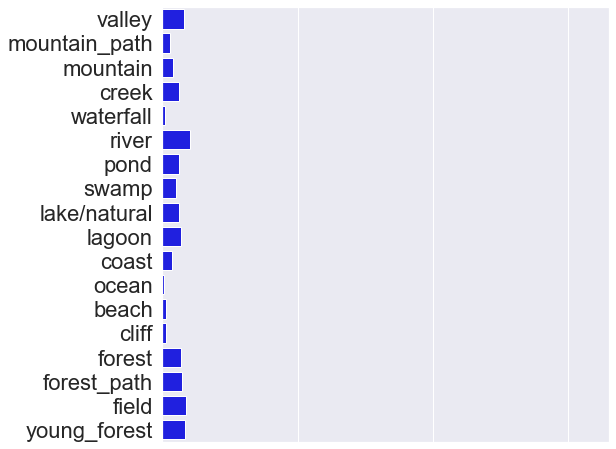 valley
mountain_path
mountain
creek
waterfall
river
pond
swamp
lake/natural
lagoon
coast
ocean
beach
cliff
forest
forest_path
field
young_forest